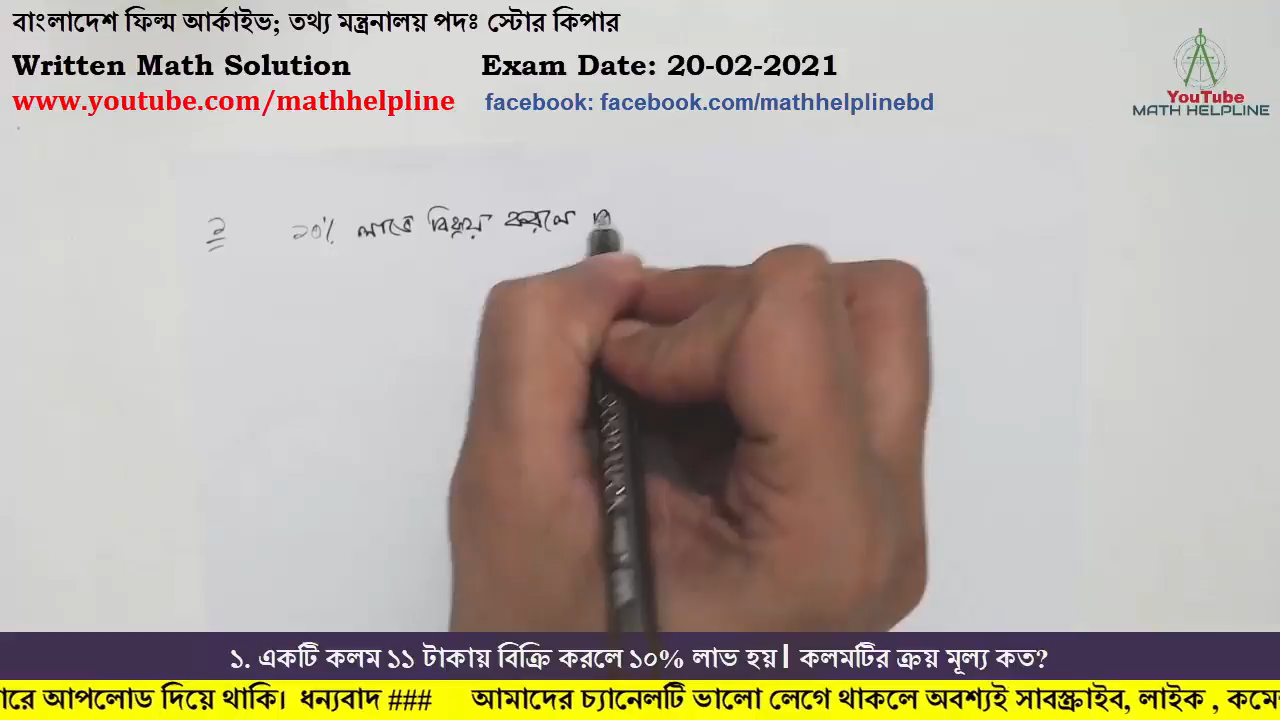 বাংলাদেশ ফিল্ম আর্কাইভ; তথ্য মন্ত্রনালয় পদঃ স্টোর কিপার
Written Math Solution Exam Date: 20-02-2021
www.youtube.com/mathhelpline facebook: facebook.com/mathhelplinebd
YouTube
MATH HELPLINE
১ ১০% লাভে বিক্রয় করলে
১. একটি কলম ১১ টাকায় বিক্রি করলে ১০% লাভ হয়। কলমটির ক্রয় মূল্য কত?
ারে আপলোড দিয়ে থাকি। ধন্যবাদ ### আমাদের চ্যানেলটি ভালো লেগে থাকলে অবশ্যই সাবস্ক্রাইব, লাইক , কমে